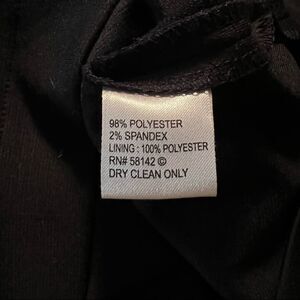 98% POLYESTER
2% SPANDEX
LINING : 100% POLYESTER
RN# 58142 ©
DRY CLEAN ONLY